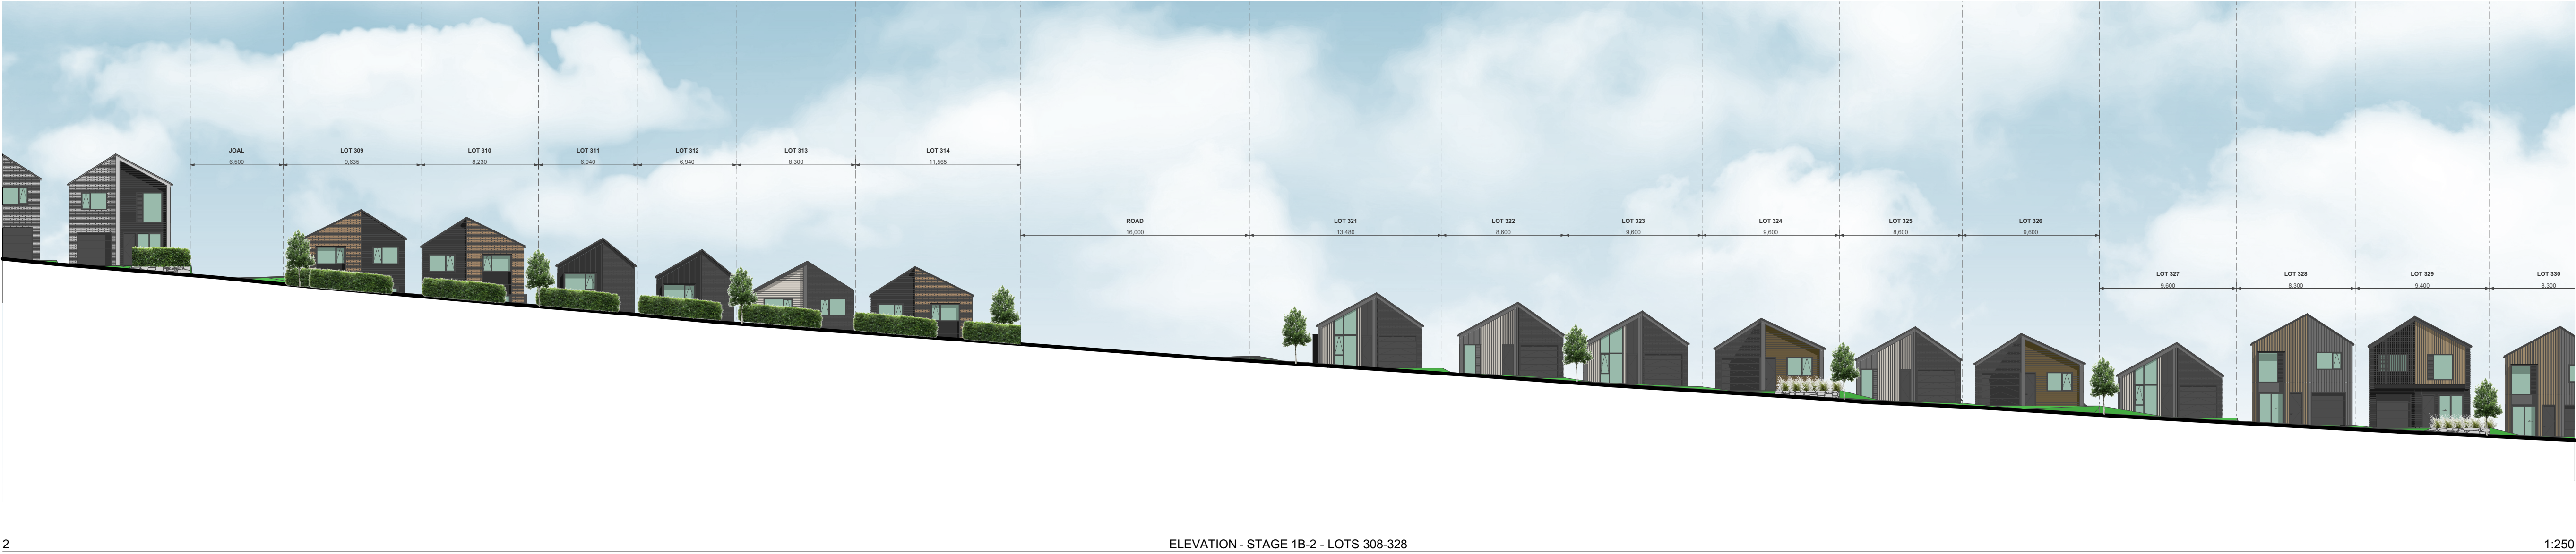 JOAL
6,500
LOT 309
9,635
LOT 310
8,230
LOT 311
6,940
LOT 312
6,940
LOT 313
8,300
LOT 314
11,565
ROAD
16,000
LOT 321
13,480
LOT 322
8,600
LOT 323
9,600
LOT 324
9,600
LOT 325
8,600
LOT 326
9,600
LOT 327
9,600
LOT 328
8,300
LOT 329
9,400
LOT 330
8,300
2
ELEVATION - STAGE 1B-2 - LOTS 308-328
1:250